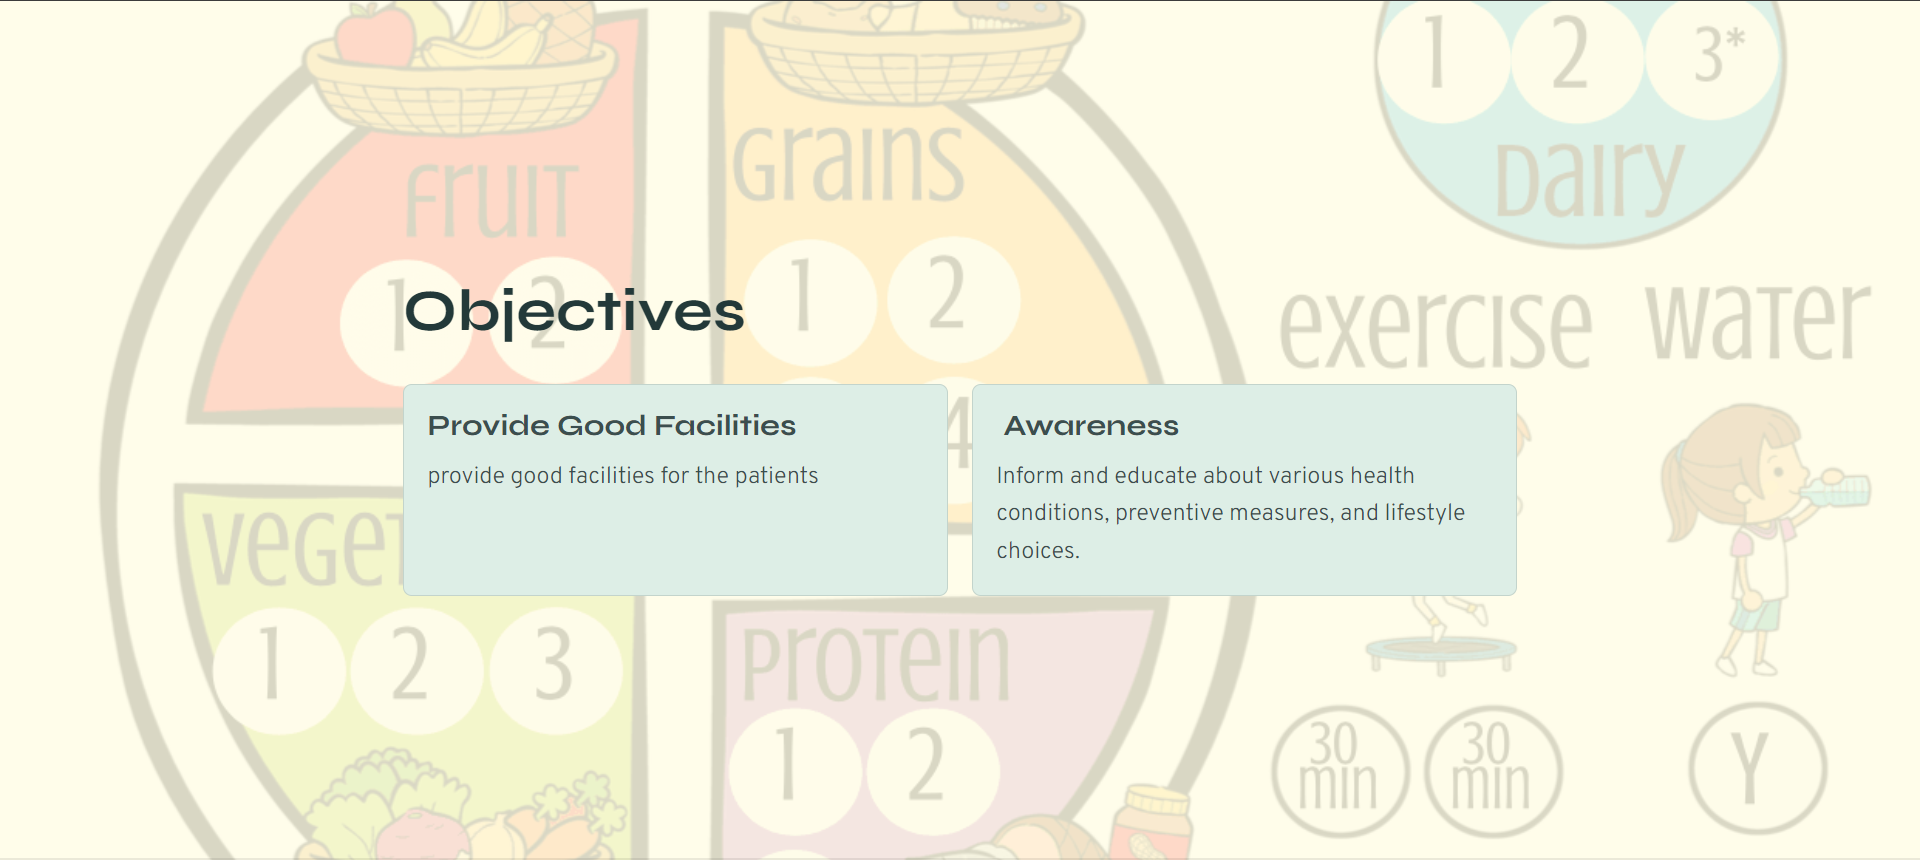 1 2 3*
Dairy
Fruit
Grains
1 2
1 2
exercise water
Objectives
4
Provide Good Facilities
provide good facilities for the patients
Awareness
Inform and educate about various health
conditions, preventive measures, and lifestyle
choices.
1 2 3
Protein
1 2
30
min
30
min
Y